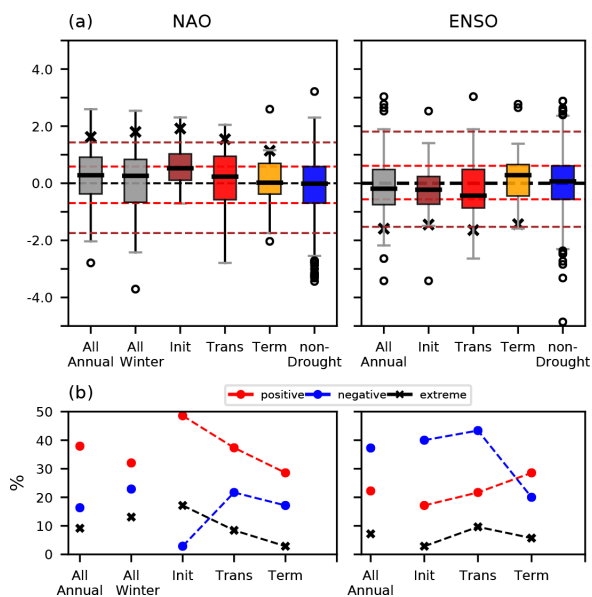 (a) NAO ENSO
4.0
2.0
0.0
-2.0
-4.0
All Annual All Winter Init Trans Term non-Drought
All Annual Init Trans Term non-Drought
(b) positive negative extreme
50
40
30
20
10
0
%
All Annual All Winter Init Trans Term
All Annual Init Trans Term